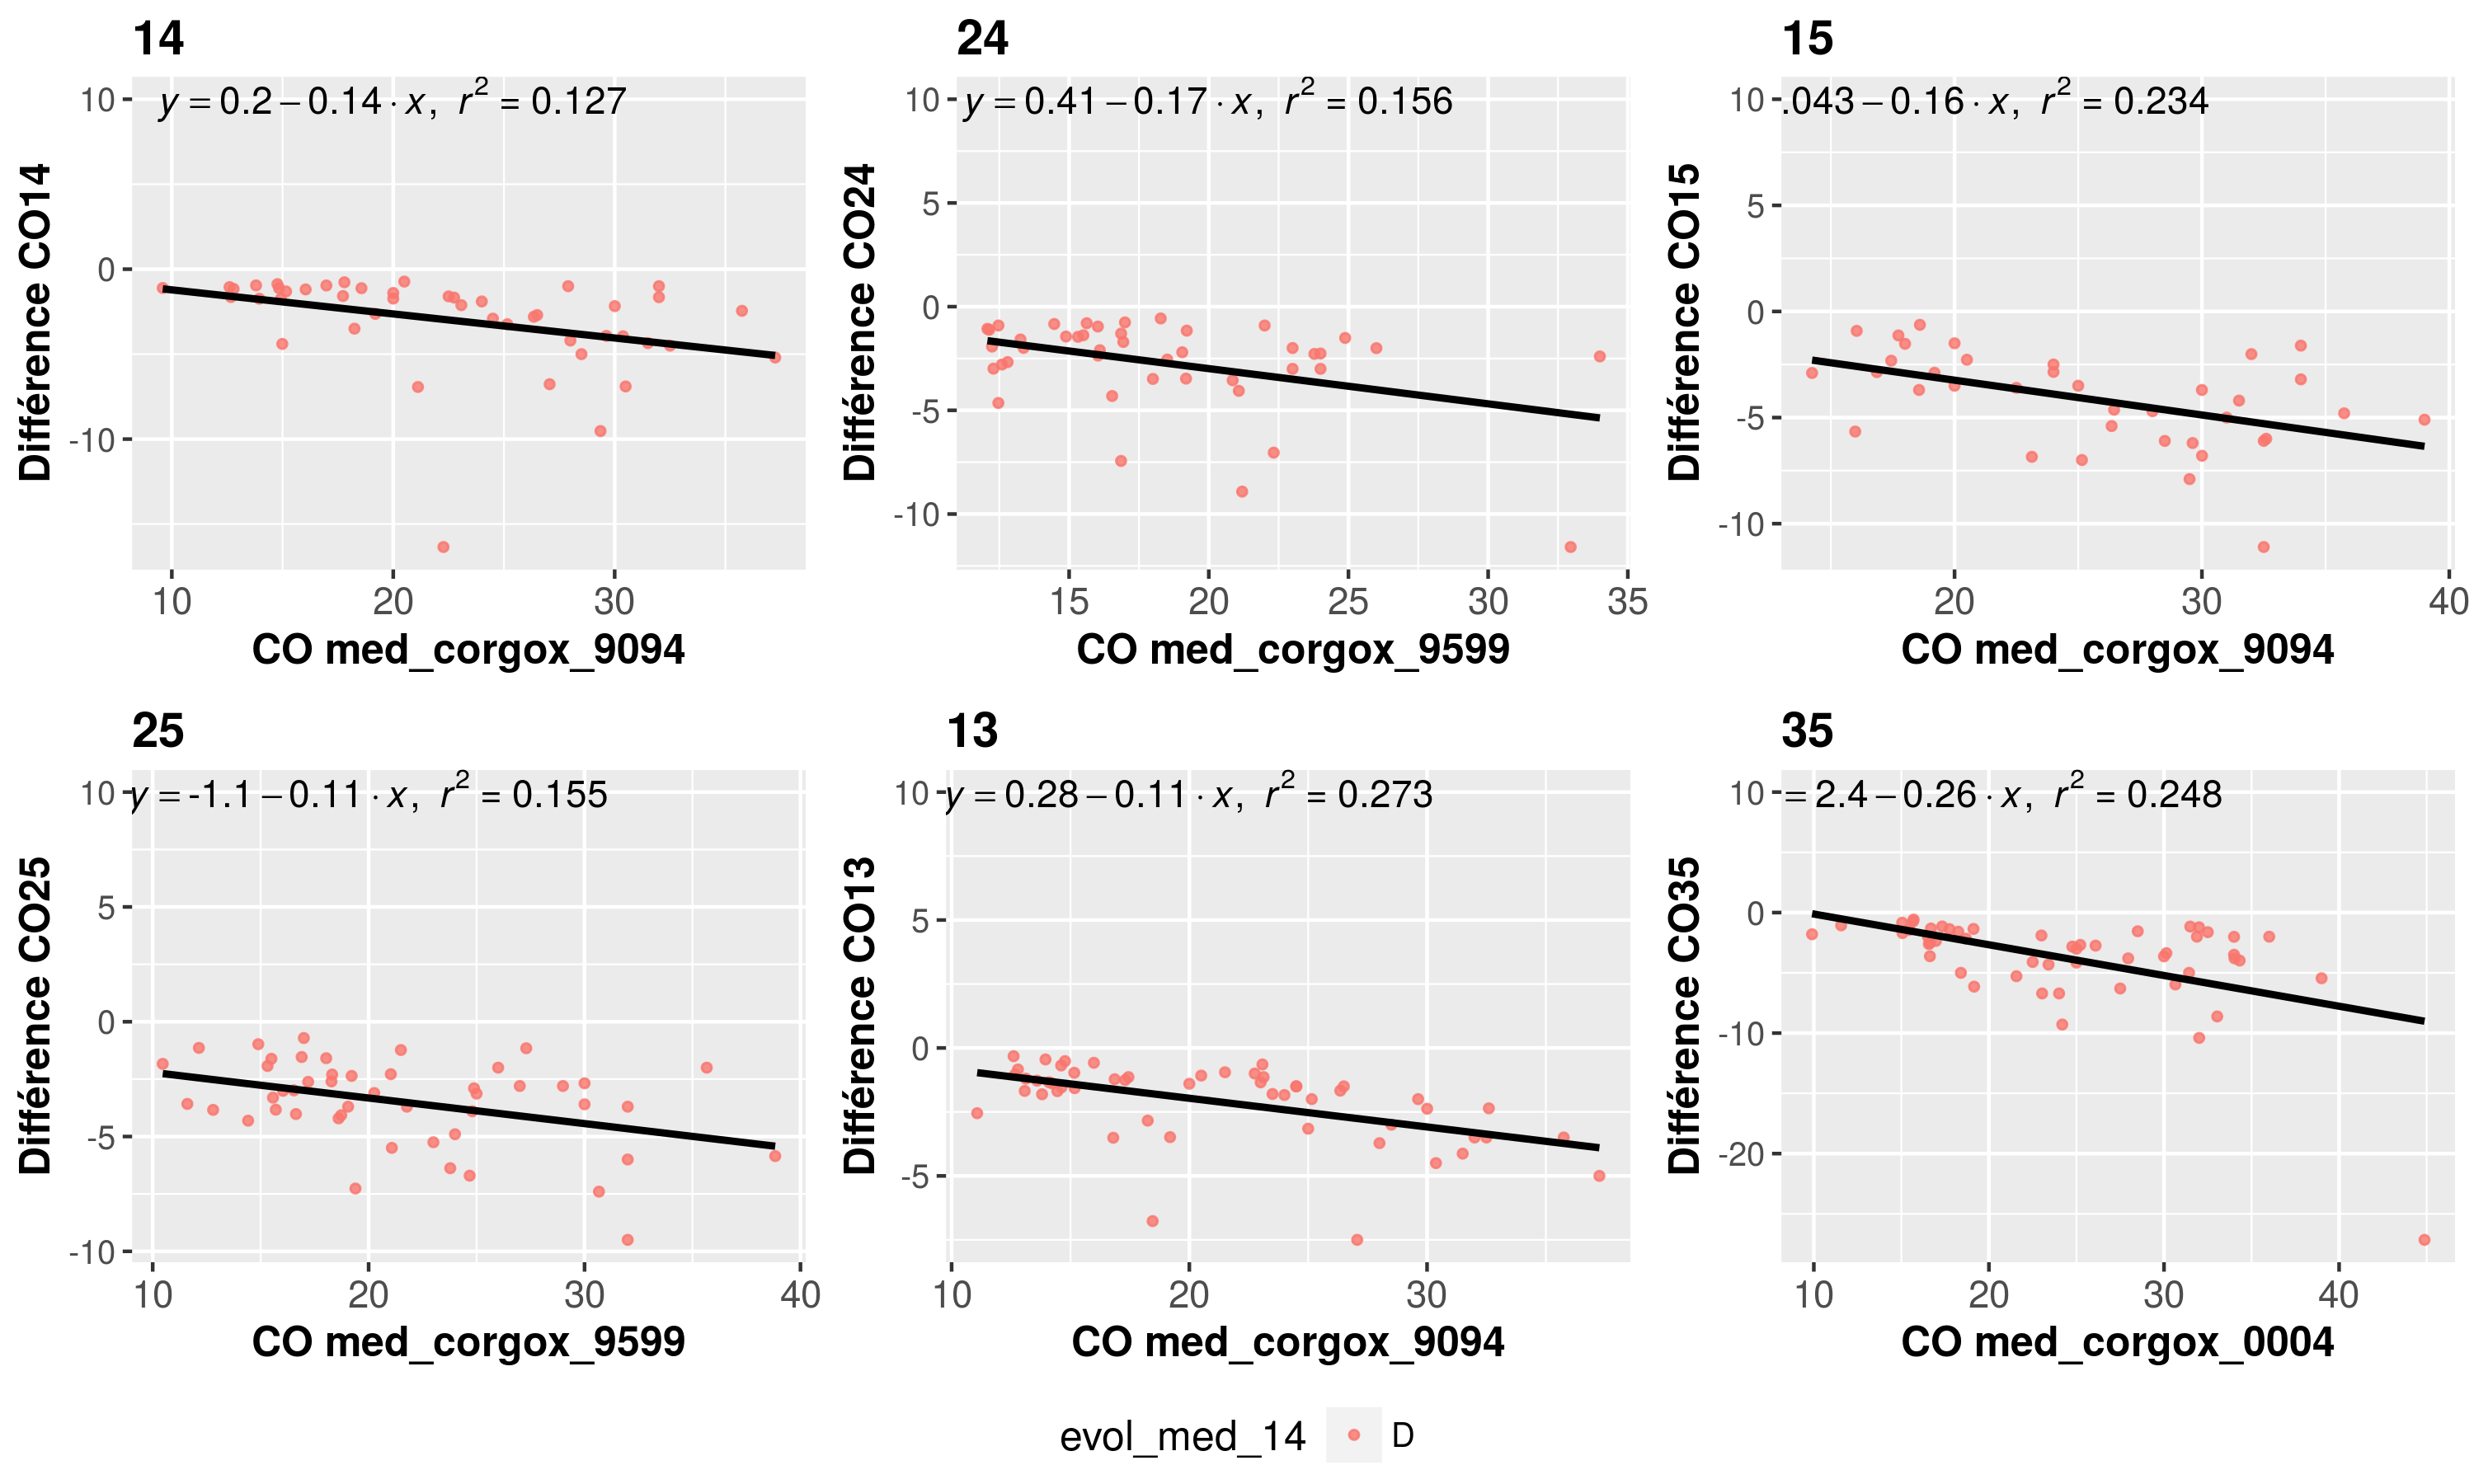 14
y = 0.2 − 0.14 · x, r² = 0.127
10
0
-10
Différence CO14
10 20 30
CO med_corgox_9094
24
y = 0.41 − 0.17 · x, r² = 0.156
10
5
0
-5
-10
Différence CO24
15 20 25 30 35
CO med_corgox_9599
15
.043 − 0.16 · x, r² = 0.234
10
5
0
-5
-10
Différence CO15
20 30 40
CO med_corgox_9094
25
y = -1.1 − 0.11 · x, r² = 0.155
10
5
0
-5
-10
Différence CO25
10 20 30 40
CO med_corgox_9599
13
y = 0.28 − 0.11 · x, r² = 0.273
10
5
0
-5
Différence CO13
10 20 30
CO med_corgox_9094
35
= 2.4 − 0.26 · x, r² = 0.248
10
0
-10
-20
Différence CO35
10 20 30 40
CO med_corgox_0004
evol_med_14 D